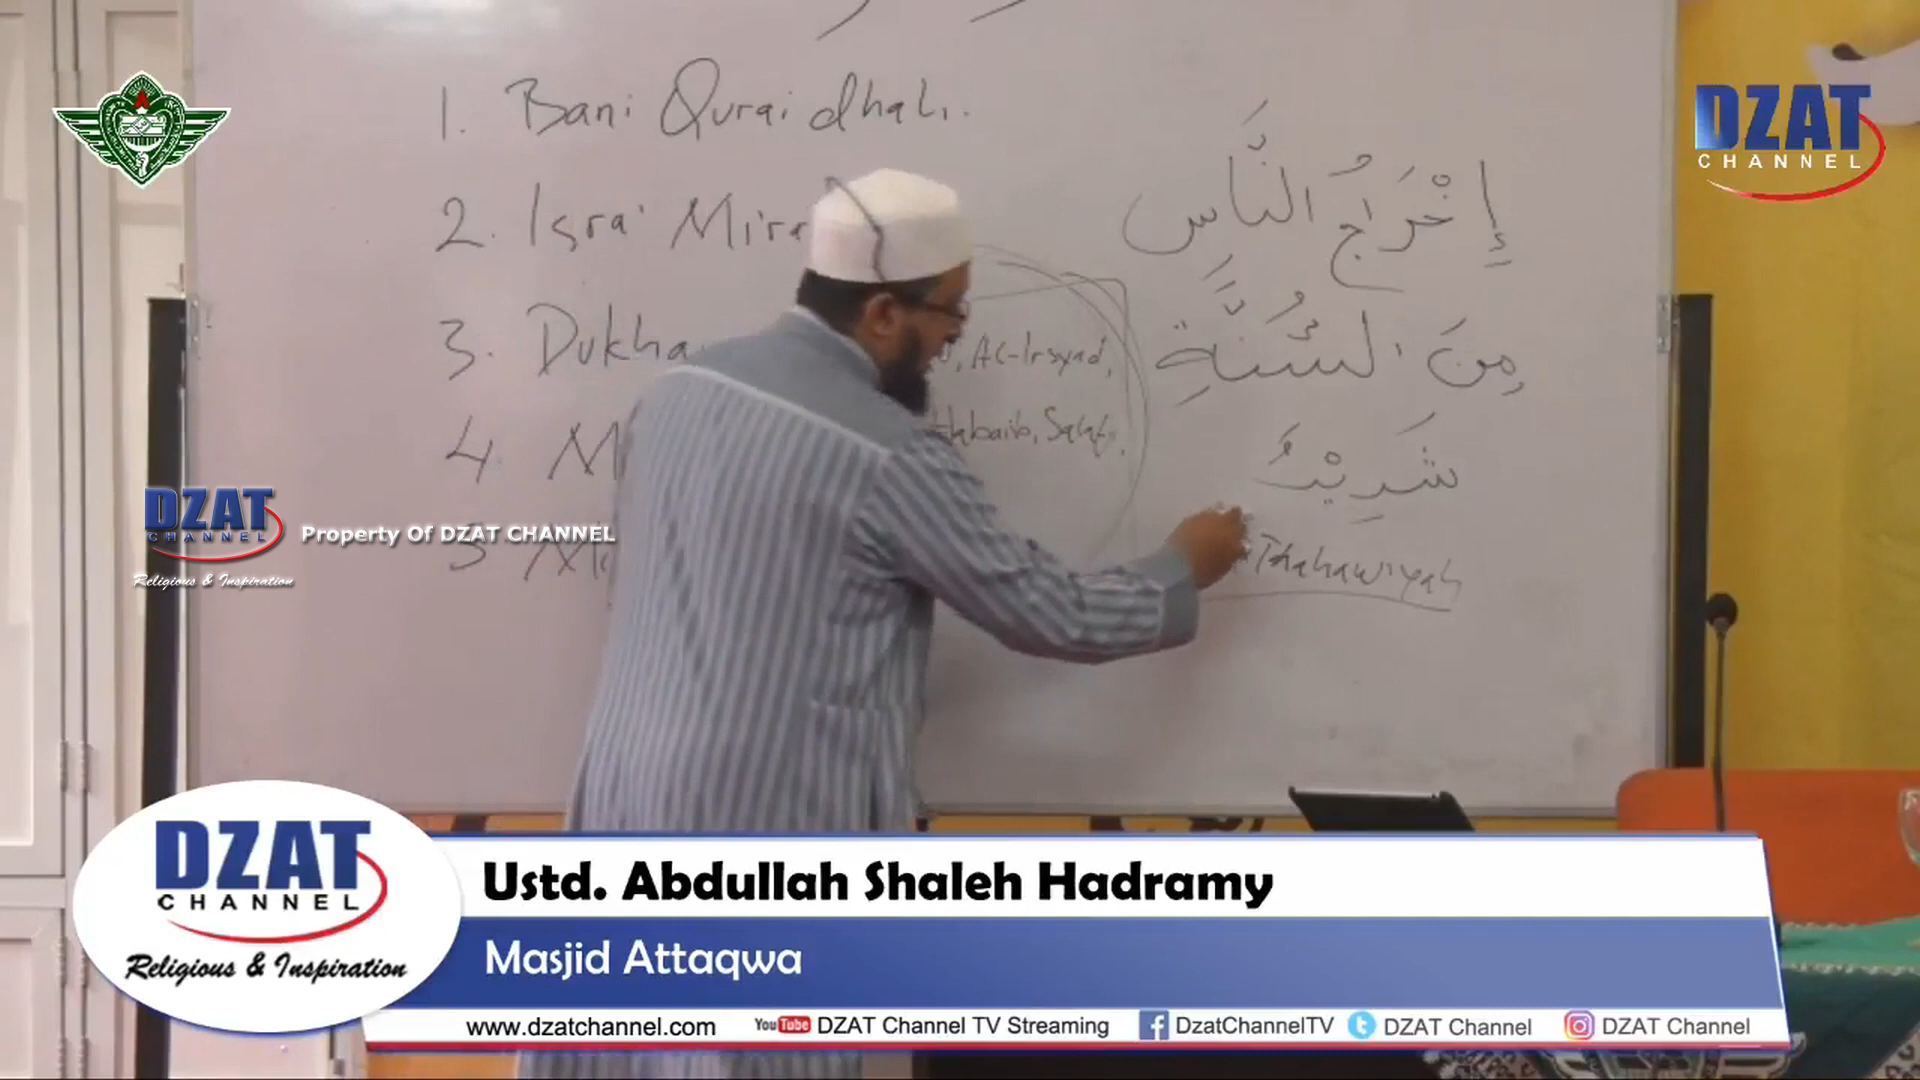 1. Bani Quraidhah.
2. Isra' Mira
3. Dukha
4. M
5 Mi
, Al-Irsyad,
Habaib, Salafi.
إِخْرَاجُ النَّاسِ
مِنَ السُّنَّةِ
شَدِيْدٌ
Thahawiyah
DZAT
CHANNEL
DZAT
CHANNEL
Religious & Inspiration
Property Of DZAT CHANNEL
DZAT
CHANNEL
Religious & Inspiration
Ustd. Abdullah Shaleh Hadramy
Masjid Attaqwa
www.dzatchannel.com YouTube DZAT Channel TV Streaming DzatChannelTV DZAT Channel DZAT Channel